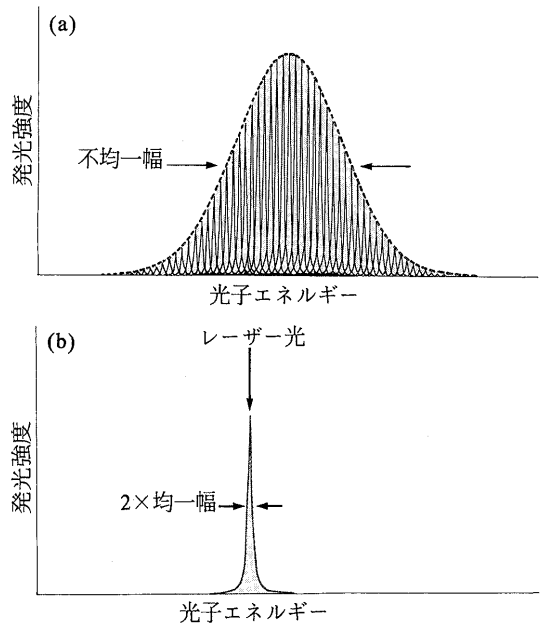 (a)
発光強度
不均一幅
光子エネルギー
(b)
レーザー光
発光強度
2×均一幅
光子エネルギー